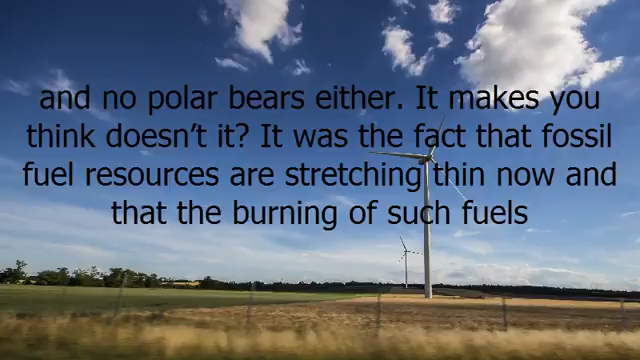 and no polar bears either. It makes you
think doesn't it? It was the fact that fossil
fuel resources are stretching thin now and
that the burning of such fuels